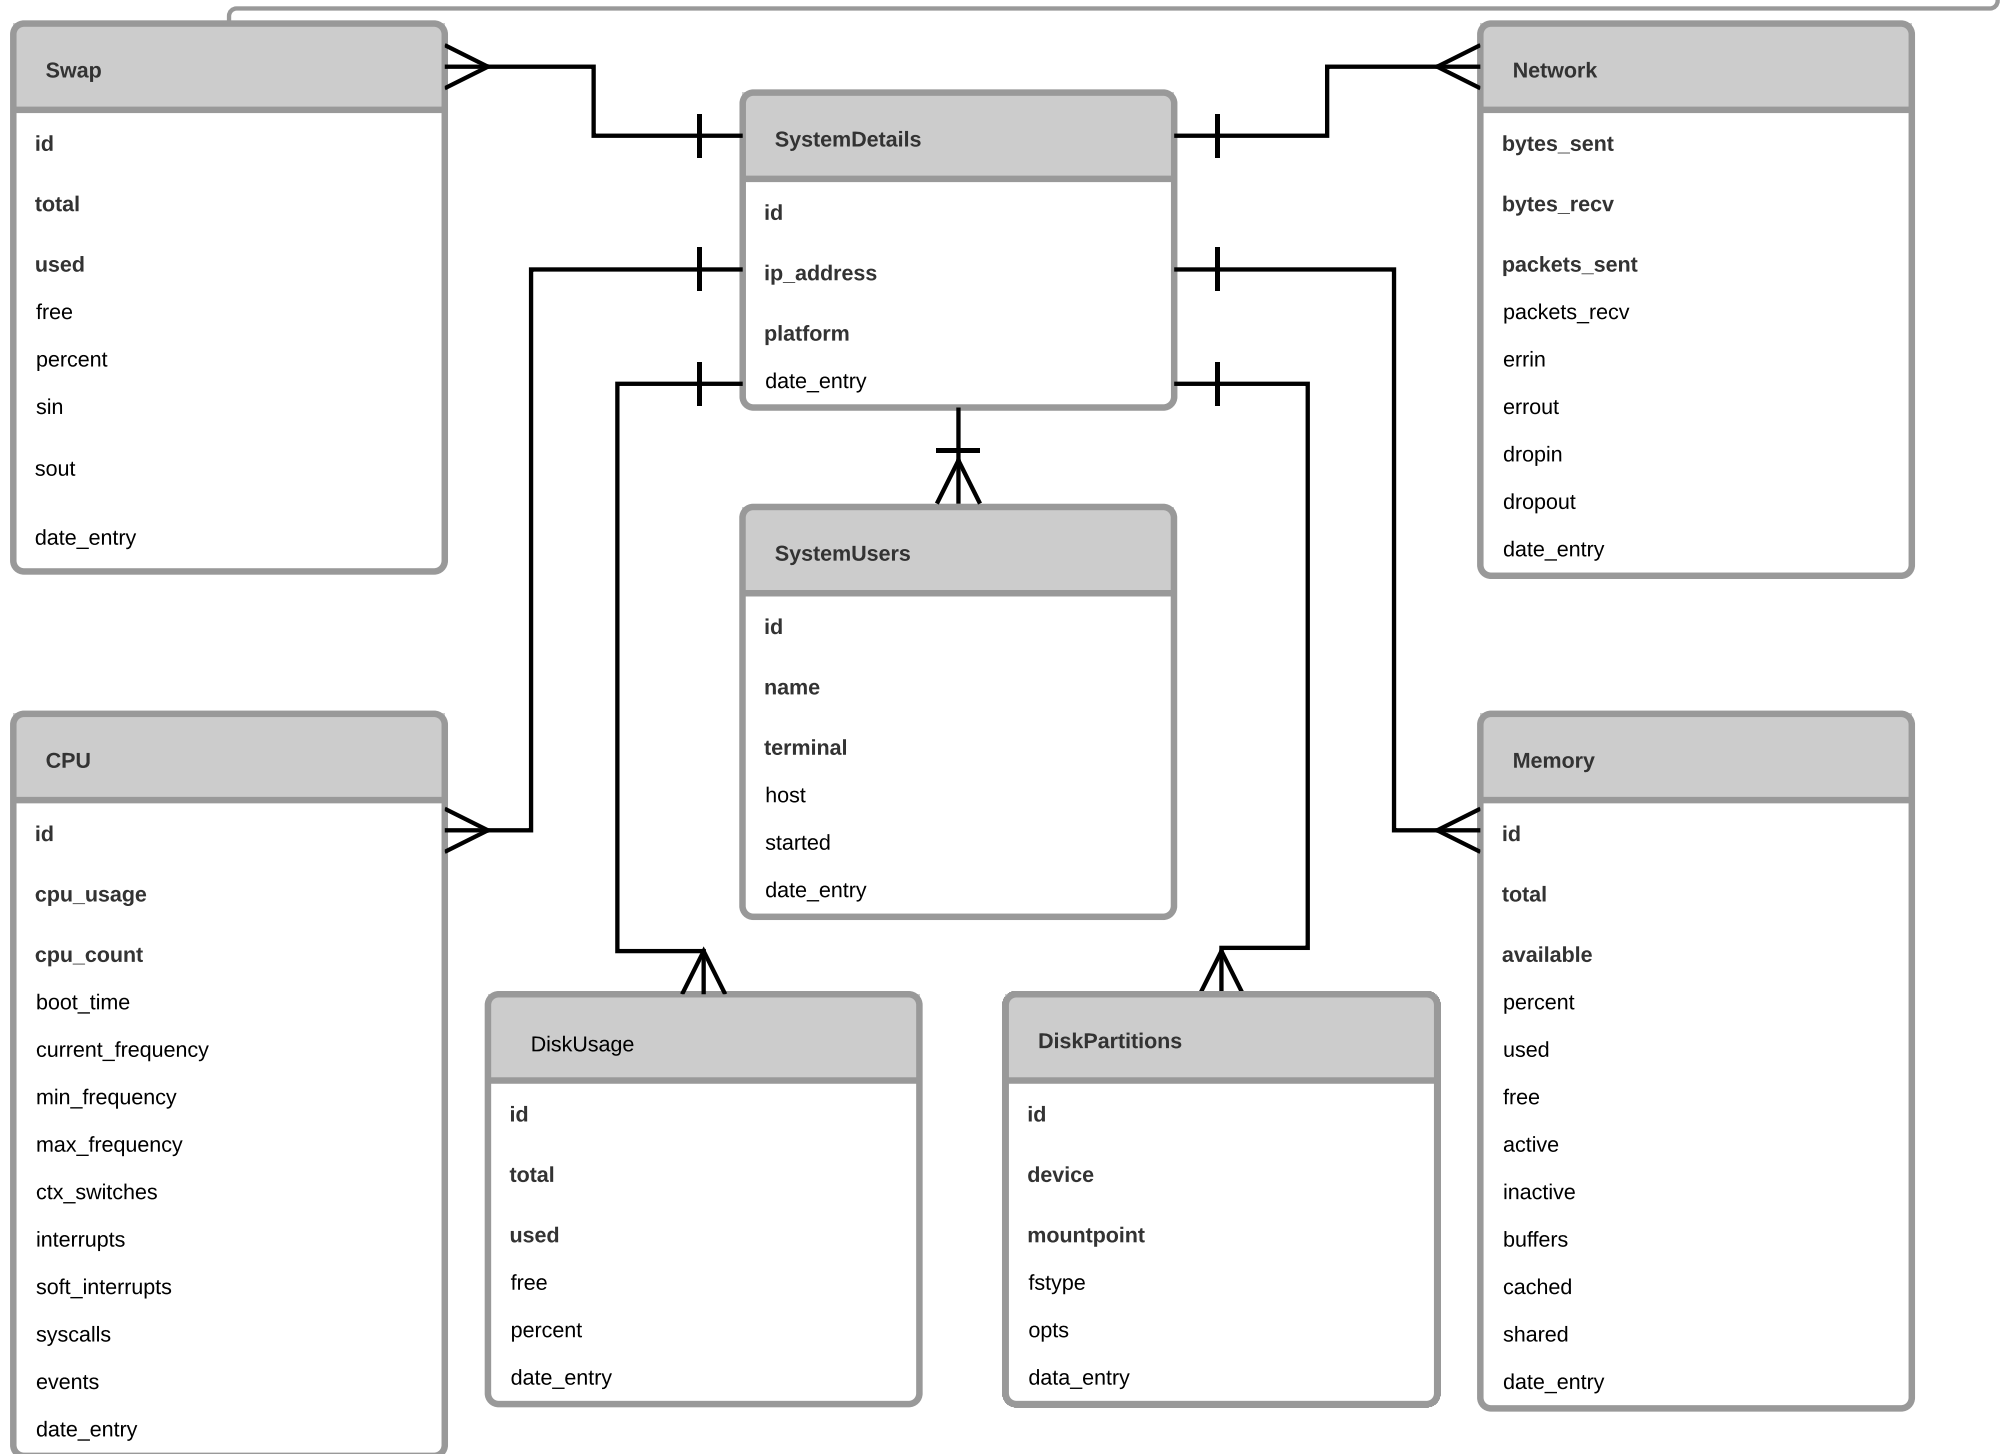 Swap
id
total
used
free
percent
sin
sout
date_entry
SystemDetails
id
ip_address
platform
date_entry
Network
bytes_sent
bytes_recv
packets_sent
packets_recv
errin
errout
dropin
dropout
date_entry
SystemUsers
id
name
terminal
host
started
date_entry
CPU
id
cpu_usage
cpu_count
boot_time
current_frequency
min_frequency
max_frequency
ctx_switches
interrupts
soft_interrupts
syscalls
events
date_entry
DiskUsage
id
total
used
free
percent
date_entry
DiskPartitions
id
device
mountpoint
fstype
opts
data_entry
Memory
id
total
available
percent
used
free
active
inactive
buffers
cached
shared
date_entry